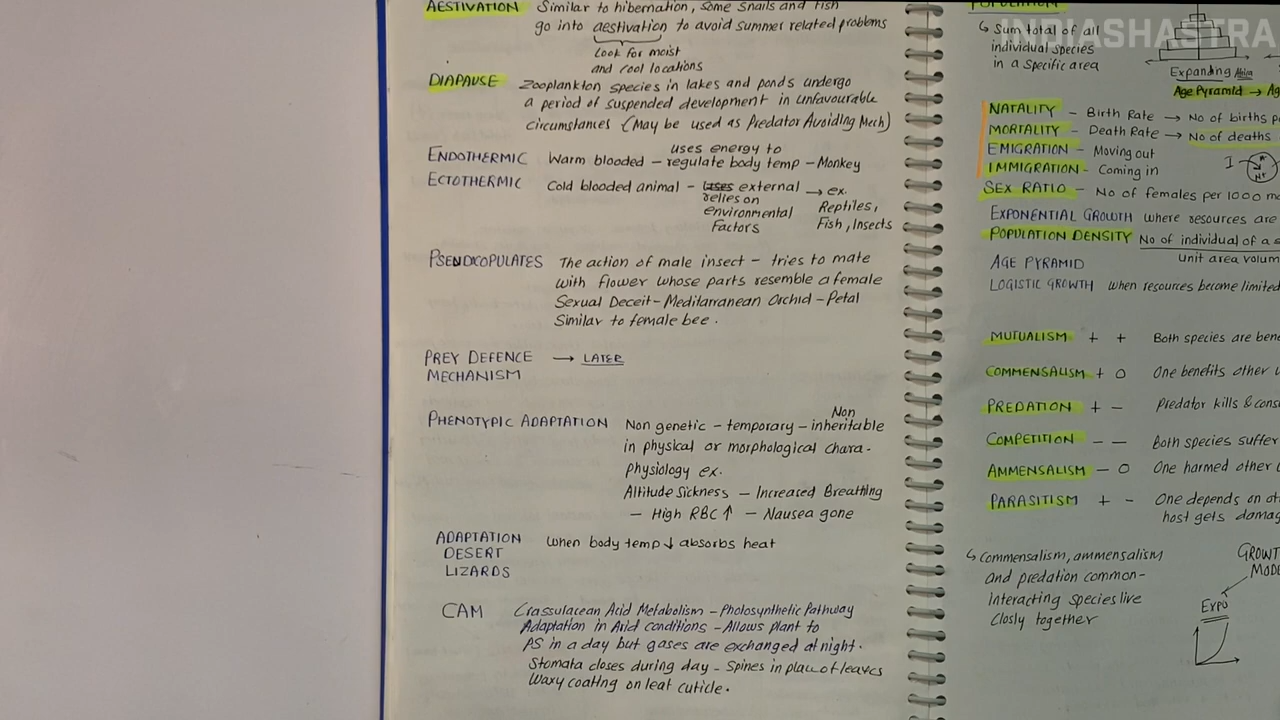 AESTIVATION Similar to hibernation, some snails and fish
go into aestivation to avoid summer related problems
Look for moist
and cool locations
DIAPAUSE Zooplankton species in lakes and ponds undergo
a period of suspended development in unfavourable
circumstances (May be used as Predator Avoiding Mech)
uses energy to
ENDOTHERMIC Warm blooded – regulate body temp – Monkey
ECTOTHERMIC Cold blooded animal – uses external → ex.
relies on Reptiles,
environmental Fish, Insects
Factors
PSENDICOPULATES The action of male insect – tries to mate
with flower whose parts resemble a female
Sexual Deceit – Meditarranean Orchid – Petal
Similar to female bee.
PREY DEFENCE → LATER
MECHANISM
Non
PHENOTYPIC ADAPTATION Non genetic – temporary – inheritable
in physical or morphological chara-
Physiology ex.
Altitude Sickness – Increased Breathing
– High RBC ↑ – Nausea gone
ADAPTATION When body temp ↓ absorbs heat
DESERT
LIZARDS
CAM Crassulacean Acid Metabolism – Photosynthetic Pathway
Adaptation in Arid conditions – Allows plant to
PS in a day but gases are exchanged at night.
Stomata closes during day – Spines in place of leaves
Waxy coating on leaf cuticle.
POPULATION
INDIASHASTRA
↳ Sum total of all
individual species
in a specific area
Expanding Africa
Age Pyramid → Ag
NATALITY – Birth Rate → No of births p
MORTALITY – Death Rate → No of deaths
EMIGRATION – Moving out
IMMIGRATION – Coming in
I
SEX RATIO – No of females per 1000 m
EXPONENTIAL GROWTH where resources are
POPULATION DENSITY No of individual of a s
Unit area volum
AGE PYRAMID
LOGISTIC GROWTH when resources become limited
MUTUALISM + + Both species are bene
COMMENSALISM + 0 One benefits other u
PREDATION + – Predator kills & cons
COMPETITION – – Both species suffer
AMMENSALISM – 0 One harmed other
PARASITISM + – One depends on ot
host gets damag
↳ Commensalism, ammensalism
and predation common –
interacting Species live
Closly together
GROWT
MODE
Expo